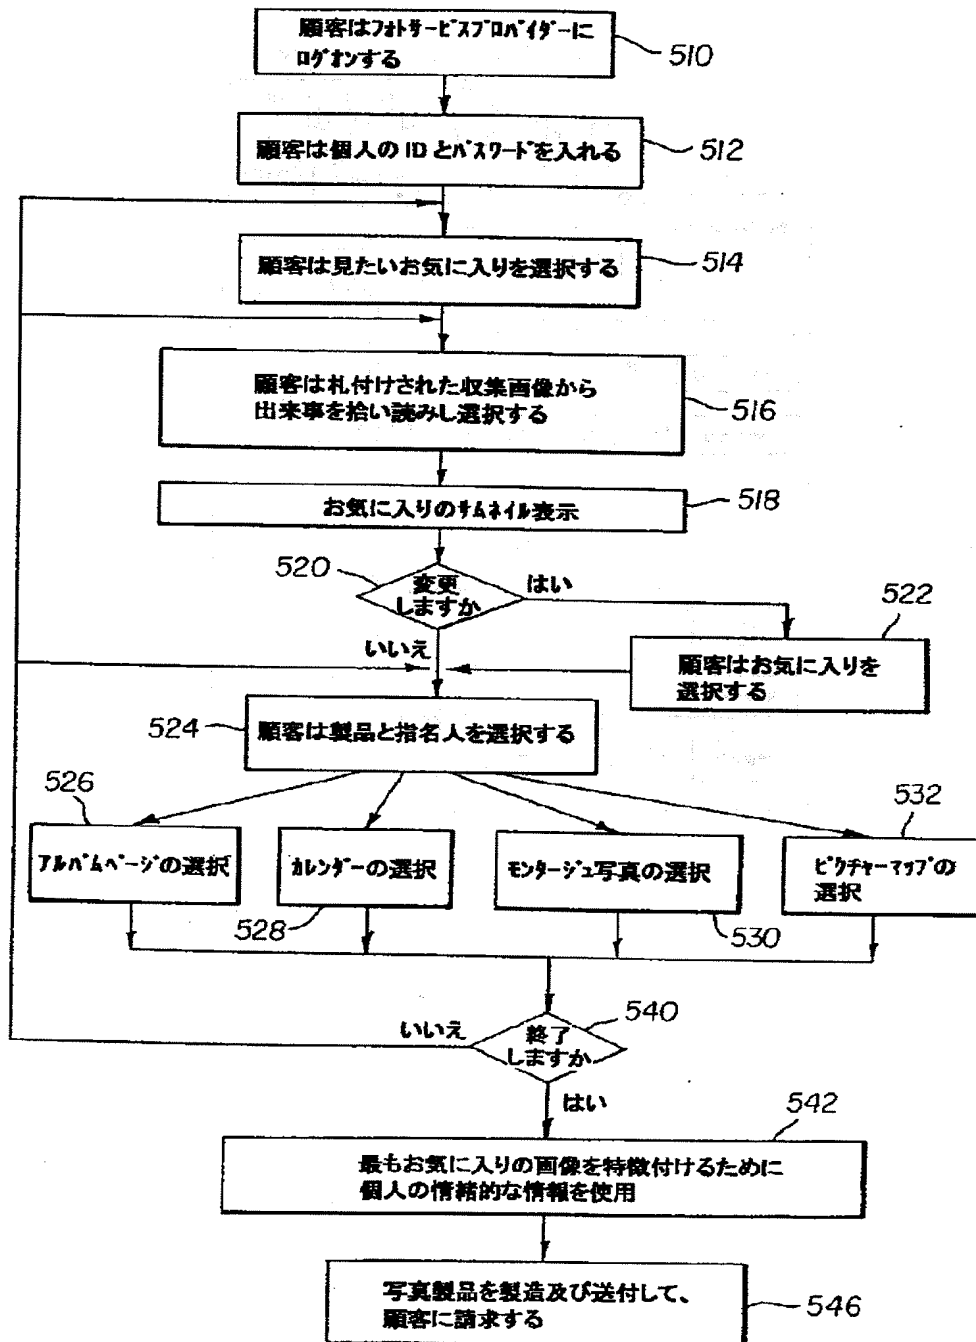 顧客はフォトサービスプロバイダーに
ログオンする
510
顧客は個人の ID とパスワードを入れる
512
顧客は見たいお気に入りを選択する
514
顧客は札付けされた収集画像から
出来事を拾い読みし選択する
516
お気に入りのサムネイル表示
518
520
変更
しますか
はい
522
いいえ
顧客はお気に入りを
選択する
524
顧客は製品と指名人を選択する
526
532
アルバムページの選択
カレンダーの選択
モンタージュ写真の選択
ピクチャーマップの
選択
528
530
540
いいえ
終了
しますか
はい
542
最もお気に入りの画像を特徴付けるために
個人の情緒的な情報を使用
写真製品を製造及び送付して、
顧客に請求する
546